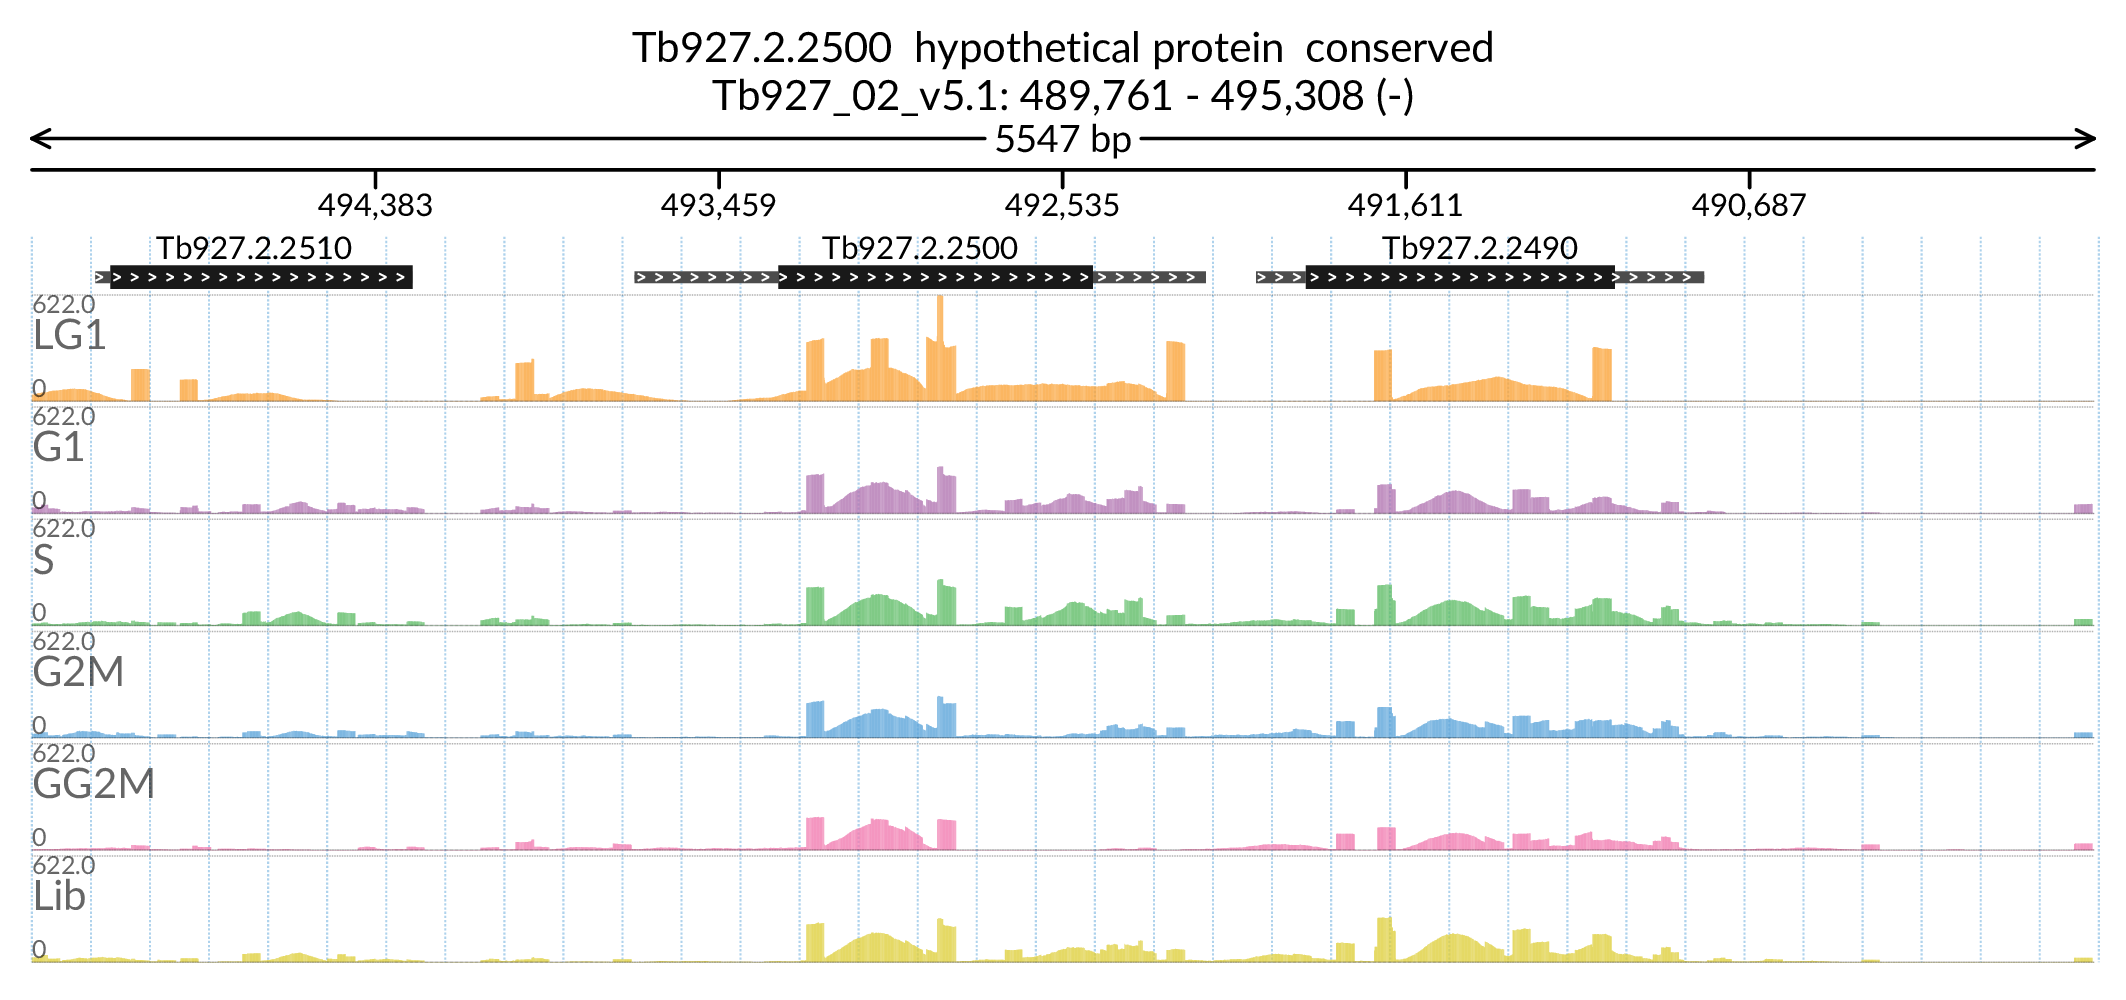 Tb927.2.2500 hypothetical protein conserved
Tb927_02_v5.1: 489,761 - 495,308 (-)
5547 bp
494,383 493,459 492,535 491,611 490,687
Tb927.2.2510 Tb927.2.2500 Tb927.2.2490
622.0
LG1
0
622.0
G1
0
622.0
S
0
622.0
G2M
0
622.0
GG2M
0
622.0
Lib
0